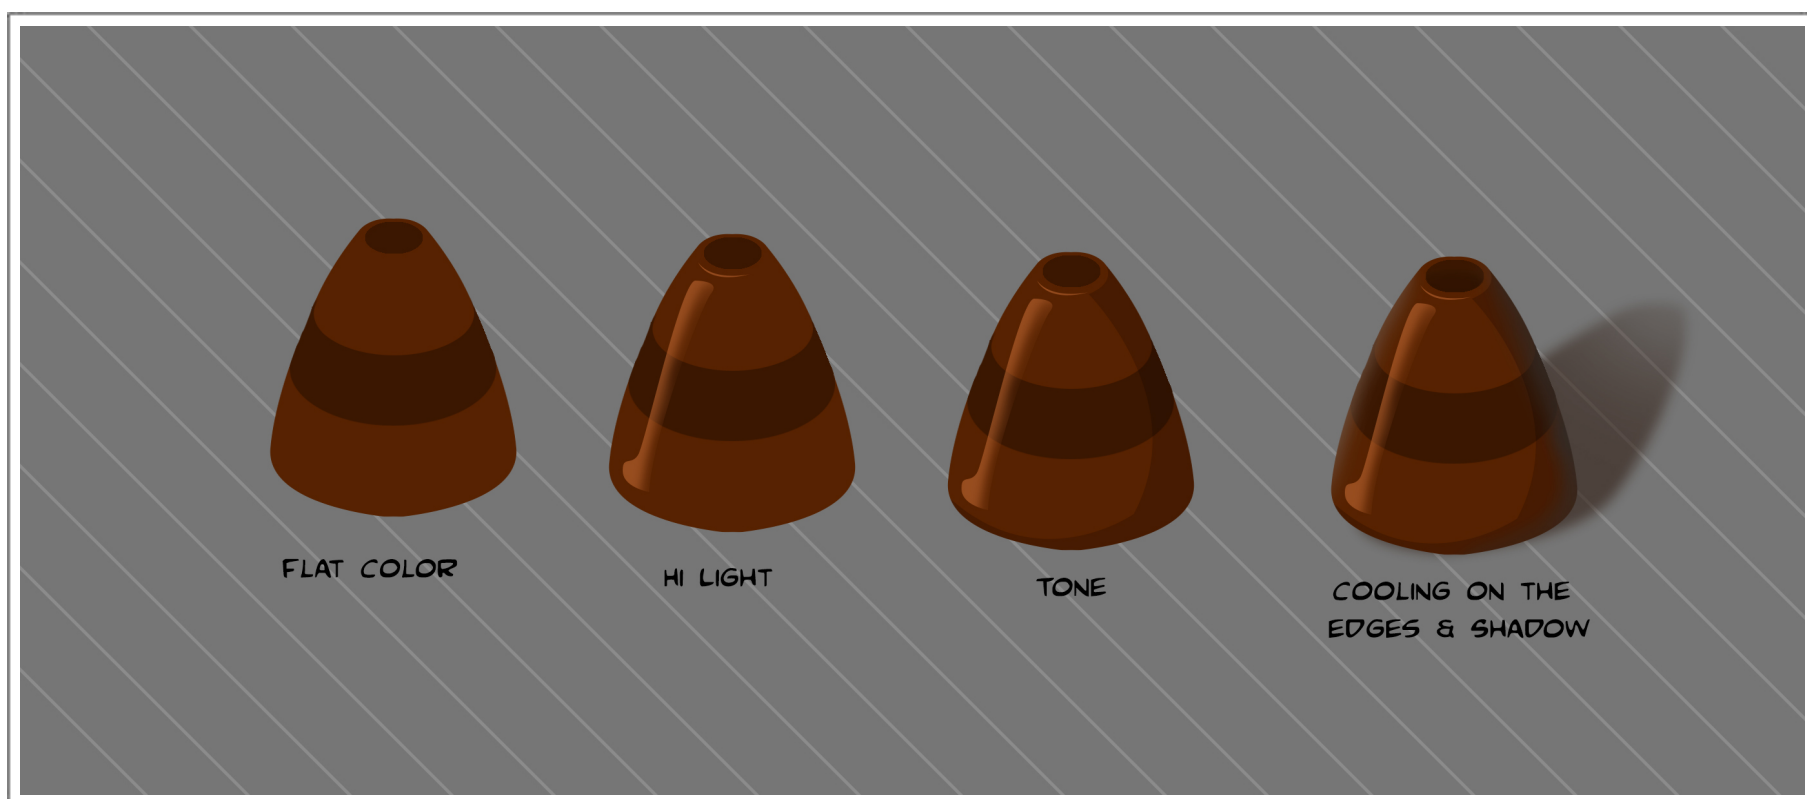 FLAT COLOR
HI LIGHT
TONE
COOLING ON THE
EDGES & SHADOW